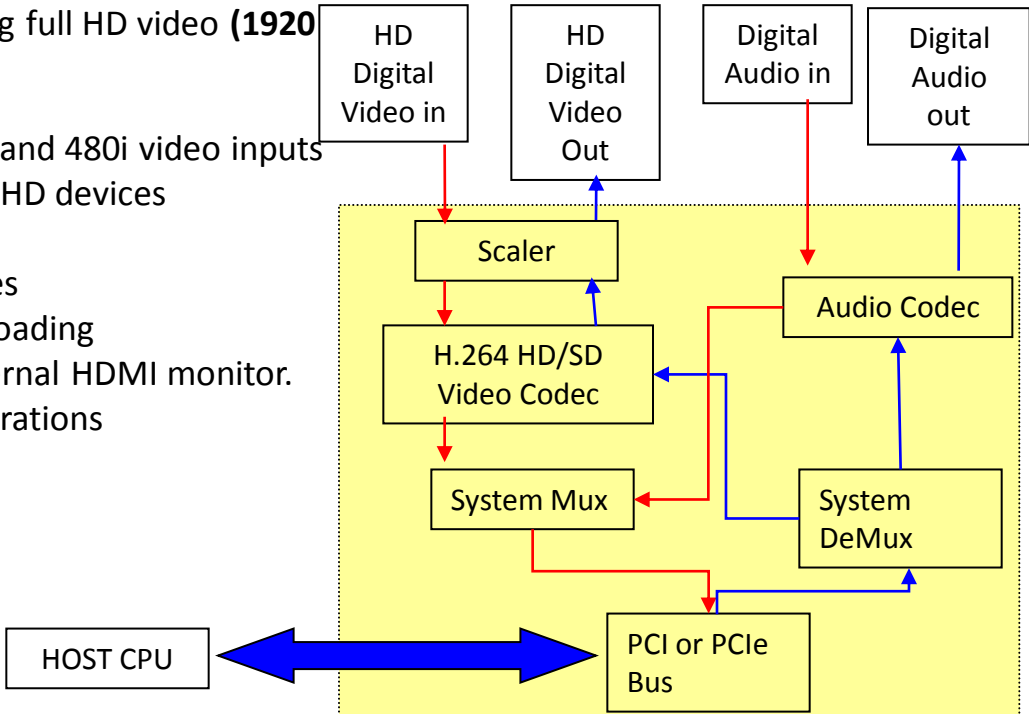 g full HD video (1920
and 480i video inputs
HD devices
es
oading
ernal HDMI monitor.
rations
HD
Digital
Video in
HD
Digital
Video
Out
Digital
Audio in
Digital
Audio
out
Scaler
Audio Codec
H.264 HD/SD
Video Codec
System Mux
System
DeMux
PCI or PCIe
Bus
HOST CPU